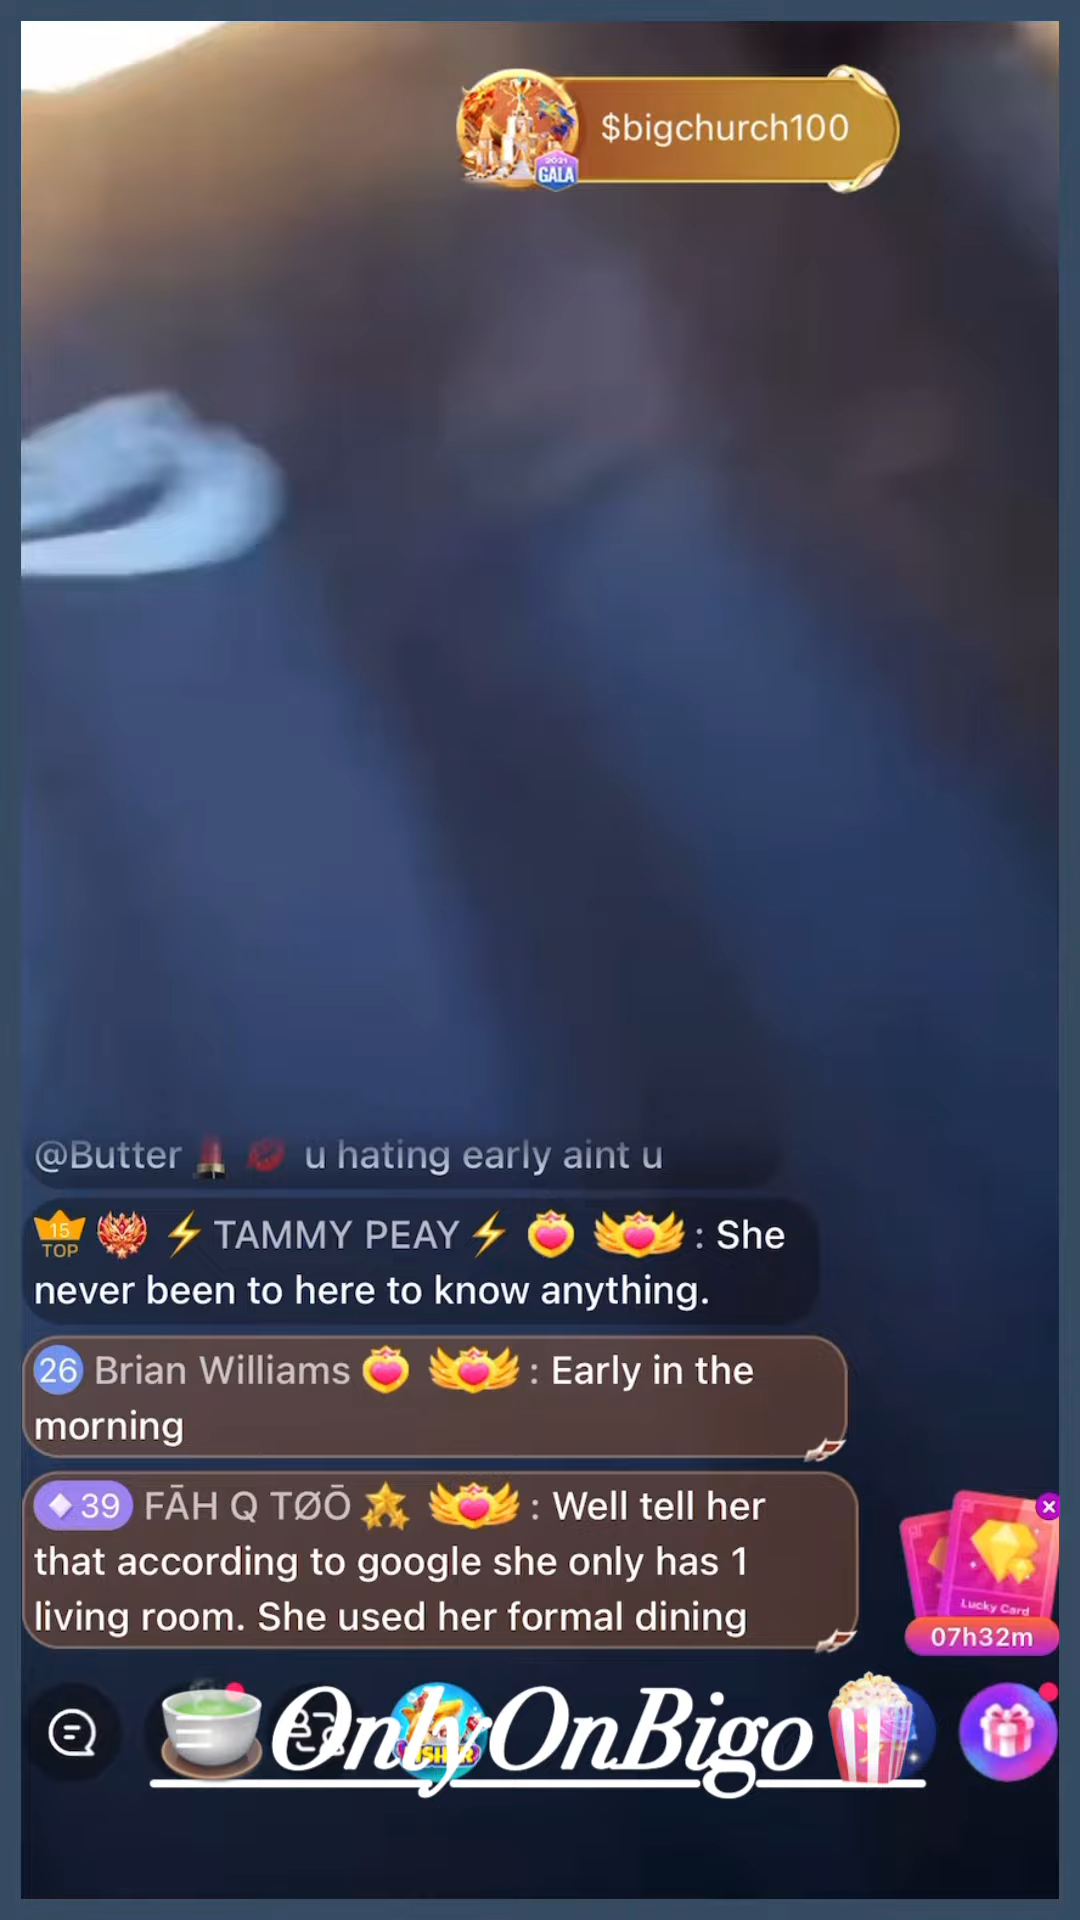 $bigchurch100
2021
GALA
@Butter 💄 💋 u hating early aint u
15 TOP ⚡ TAMMY PEAY ⚡ : She
never been to here to know anything.
26 Brian Williams : Early in the
morning
39 FĀH Q TØŌ : Well tell her
that according to google she only has 1
living room. She used her formal dining
Lucky Card
07h32m
OnlyOnBigo